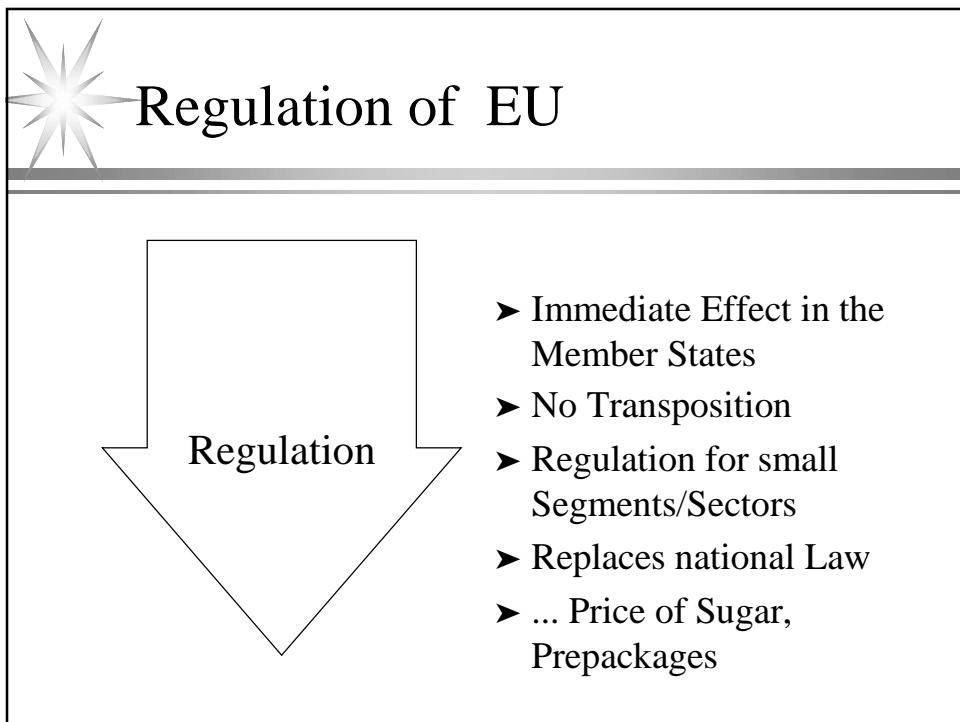 Regulation of EU
Regulation
➤ Immediate Effect in the
Member States
➤ No Transposition
➤ Regulation for small
Segments/Sectors
➤ Replaces national Law
➤ ... Price of Sugar,
Prepackages